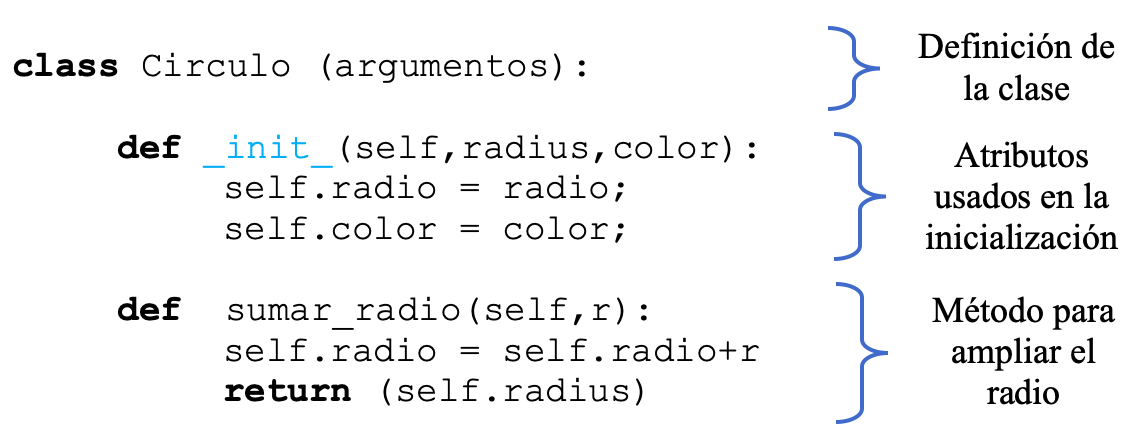 class Circulo (argumentos):
def _init_(self,radius,color):
self.radio = radio;
self.color = color;
def sumar_radio(self,r):
self.radio = self.radio+r
return (self.radius)
Definición de
la clase
Atributos
usados en la
inicialización
Método para
ampliar el
radio